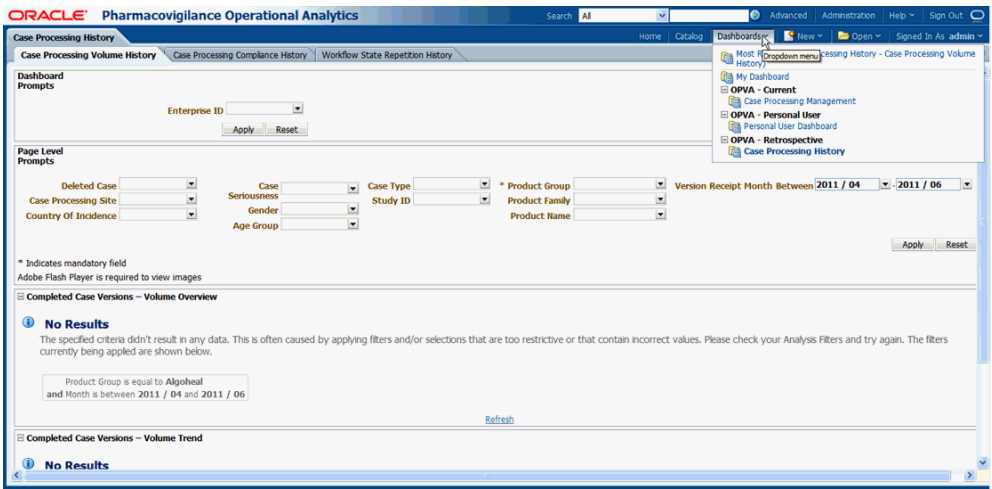 ORACLE Pharmacovigilance Operational Analytics Search All Advanced Administration Help Sign Out
Case Processing History Home Catalog Dashboards New Open Signed In As admin
Case Processing Volume History Case Processing Compliance History Workflow State Repetition History
Most R cessing History - Case Processing Volume
History)
Dropdown menu
My Dashboard
OPVA - Current
Case Processing Management
OPVA - Personal User
Personal User Dashboard
OPVA - Retrospective
Case Processing History
Dashboard
Prompts
Enterprise ID
Apply Reset
Page Level
Prompts
Deleted Case
Case Processing Site
Country Of Incidence
Case
Seriousness
Gender
Age Group
Case Type
Study ID
* Product Group
Product Family
Product Name
Version Receipt Month Between 2011 / 04 - 2011 / 06
Apply Reset
* Indicates mandatory field
Adobe Flash Player is required to view images
Completed Case Versions – Volume Overview
No Results
The specified criteria didn't result in any data. This is often caused by applying filters and/or selections that are too restrictive or that contain incorrect values. Please check your Analysis Filters and try again. The filters
currently being applied are shown below.
Product Group is equal to Algoheal
and Month is between 2011 / 04 and 2011 / 06
Refresh
Completed Case Versions – Volume Trend
No Results